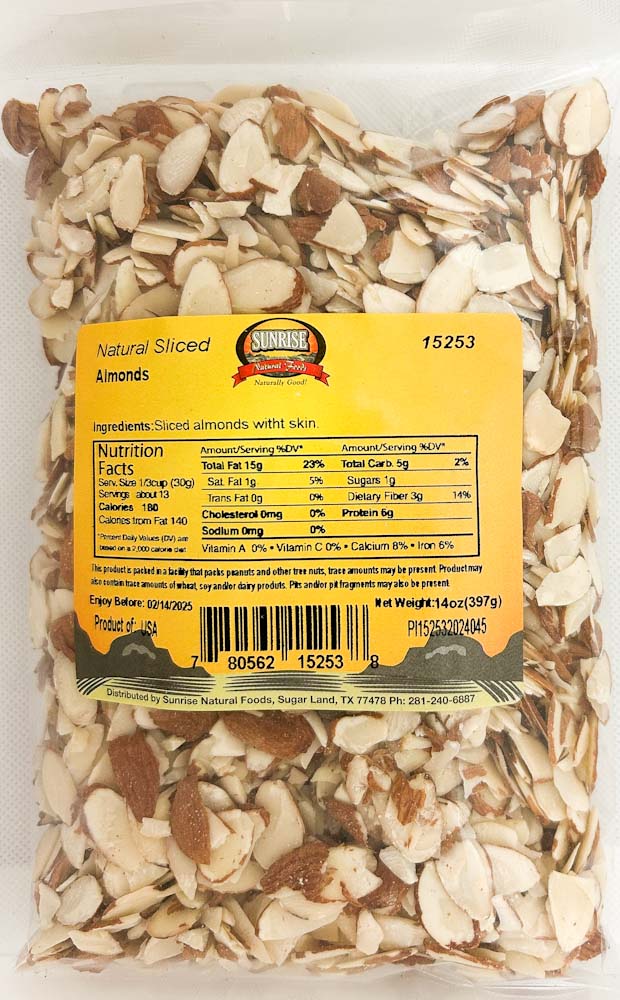 Natural Sliced
Almonds
SUNRISE
Natural Foods
Naturally Good!
15253
Ingredients:Sliced almonds witht skin.
Nutrition
Facts
Serv. Size 1/3cup (30g)
Servings about 13
Calories 180
Calories from Fat 140
*Percent Daily Values (DV) are
based on a 2,000 calorie diet
Amount/Serving %DV* Amount/Serving %DV*
Total Fat 15g 23% Total Carb. 5g 2%
Sat. Fat 1g 5% Sugars 1g
Trans Fat 0g 0% Dietary Fiber 3g 14%
Cholesterol 0mg 0% Protein 6g
Sodium 0mg 0%
Vitamin A 0% • Vitamin C 0% • Calcium 8% • Iron 6%
This product is packed in a facility that packs peanuts and other tree nuts, trace amounts may be present. Product may
also contain trace amounts of wheat, soy and/or dairy produts. Pits and/or pit fragments may also be present.
Enjoy Before: 02/14/2025 Net Weight:14oz(397g)
Product of: USA PI152532024045
7 80562 15253 8
Distributed by Sunrise Natural Foods, Sugar Land, TX 77478 Ph: 281-240-6887